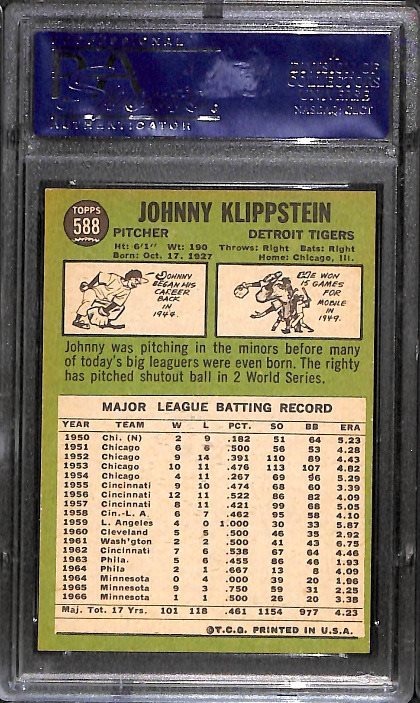 PROFESSIONAL
PSA
AUTHENTICATOR
COLLECTORS
TOPPS
588
JOHNNY KLIPPSTEIN
PITCHER DETROIT TIGERS
Ht: 6'1" Wt: 190 Throws: Right Bats: Right
Born: Oct. 17, 1927 Home: Chicago, Ill.
JOHNNY
BEGAN HIS
CAREER
BACK
IN
1944.
HE WON
15 GAMES
FOR
MOBILE
IN
1949.
Johnny was pitching in the minors before many
of today's big leaguers were even born. The righty
has pitched shutout ball in 2 World Series.
MAJOR LEAGUE BATTING RECORD
YEAR TEAM W L PCT. SO BB ERA
1950 Chi. (N) 2 9 .182 51 64 5.23
1951 Chicago 6 6 .500 56 53 4.28
1952 Chicago 9 14 .391 110 89 4.43
1953 Chicago 10 11 .476 113 107 4.82
1954 Chicago 4 11 .267 69 96 5.29
1955 Cincinnati 9 10 .474 68 60 3.39
1956 Cincinnati 12 11 .522 86 82 4.09
1957 Cincinnati 8 11 .421 99 68 5.05
1958 Cin.-L. A. 6 7 .462 95 58 4.10
1959 L. Angeles 4 0 1.000 30 33 5.87
1960 Cleveland 5 5 .500 46 35 2.92
1961 Wash'gton 2 2 .500 41 43 6.75
1962 Cincinnati 7 6 .538 67 64 4.46
1963 Phila. 5 6 .455 86 46 1.93
1964 Phila 2 1 .667 13 8 4.09
1964 Minnesota 0 4 .000 39 20 1.96
1965 Minnesota 9 3 .750 59 31 2.25
1966 Minnesota 1 1 .500 26 20 3.38
Maj. Tot. 17 Yrs. 101 118 .461 1154 977 4.23
©T.C.G. PRINTED IN U.S.A.